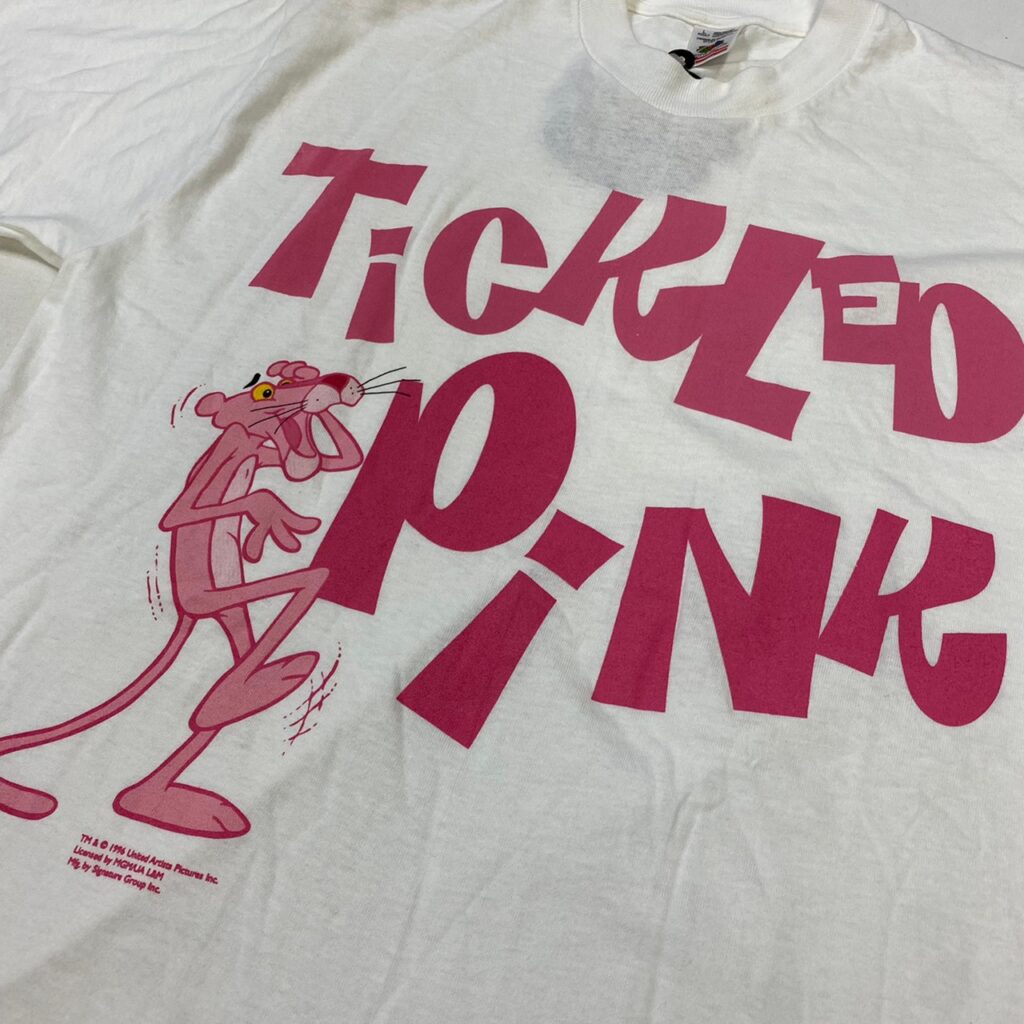 TiCKLED
PiNK
TM & © 1996 United Artists Pictures Inc.
Licensed by MGM/UA L&M
Mfg. by Signature Group Inc.